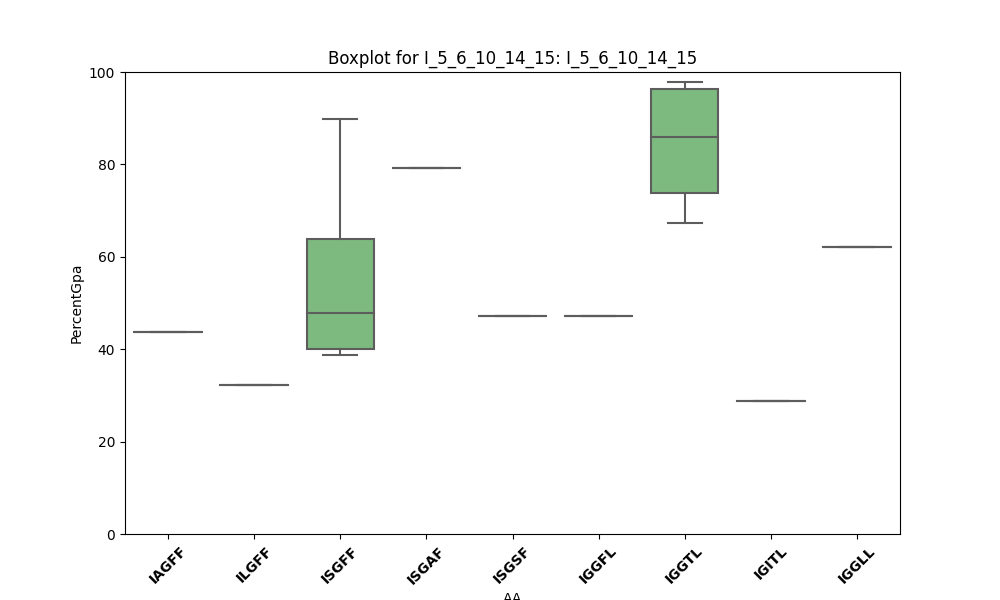 Boxplot for I_5_6_10_14_15: I_5_6_10_14_15
100
80
60
40
20
0
PercentGpa
IAGFF
ILGFF
ISGFF
ISGAF
ISGSF
IGGFL
IGGTL
IGITL
IGGLL
AA